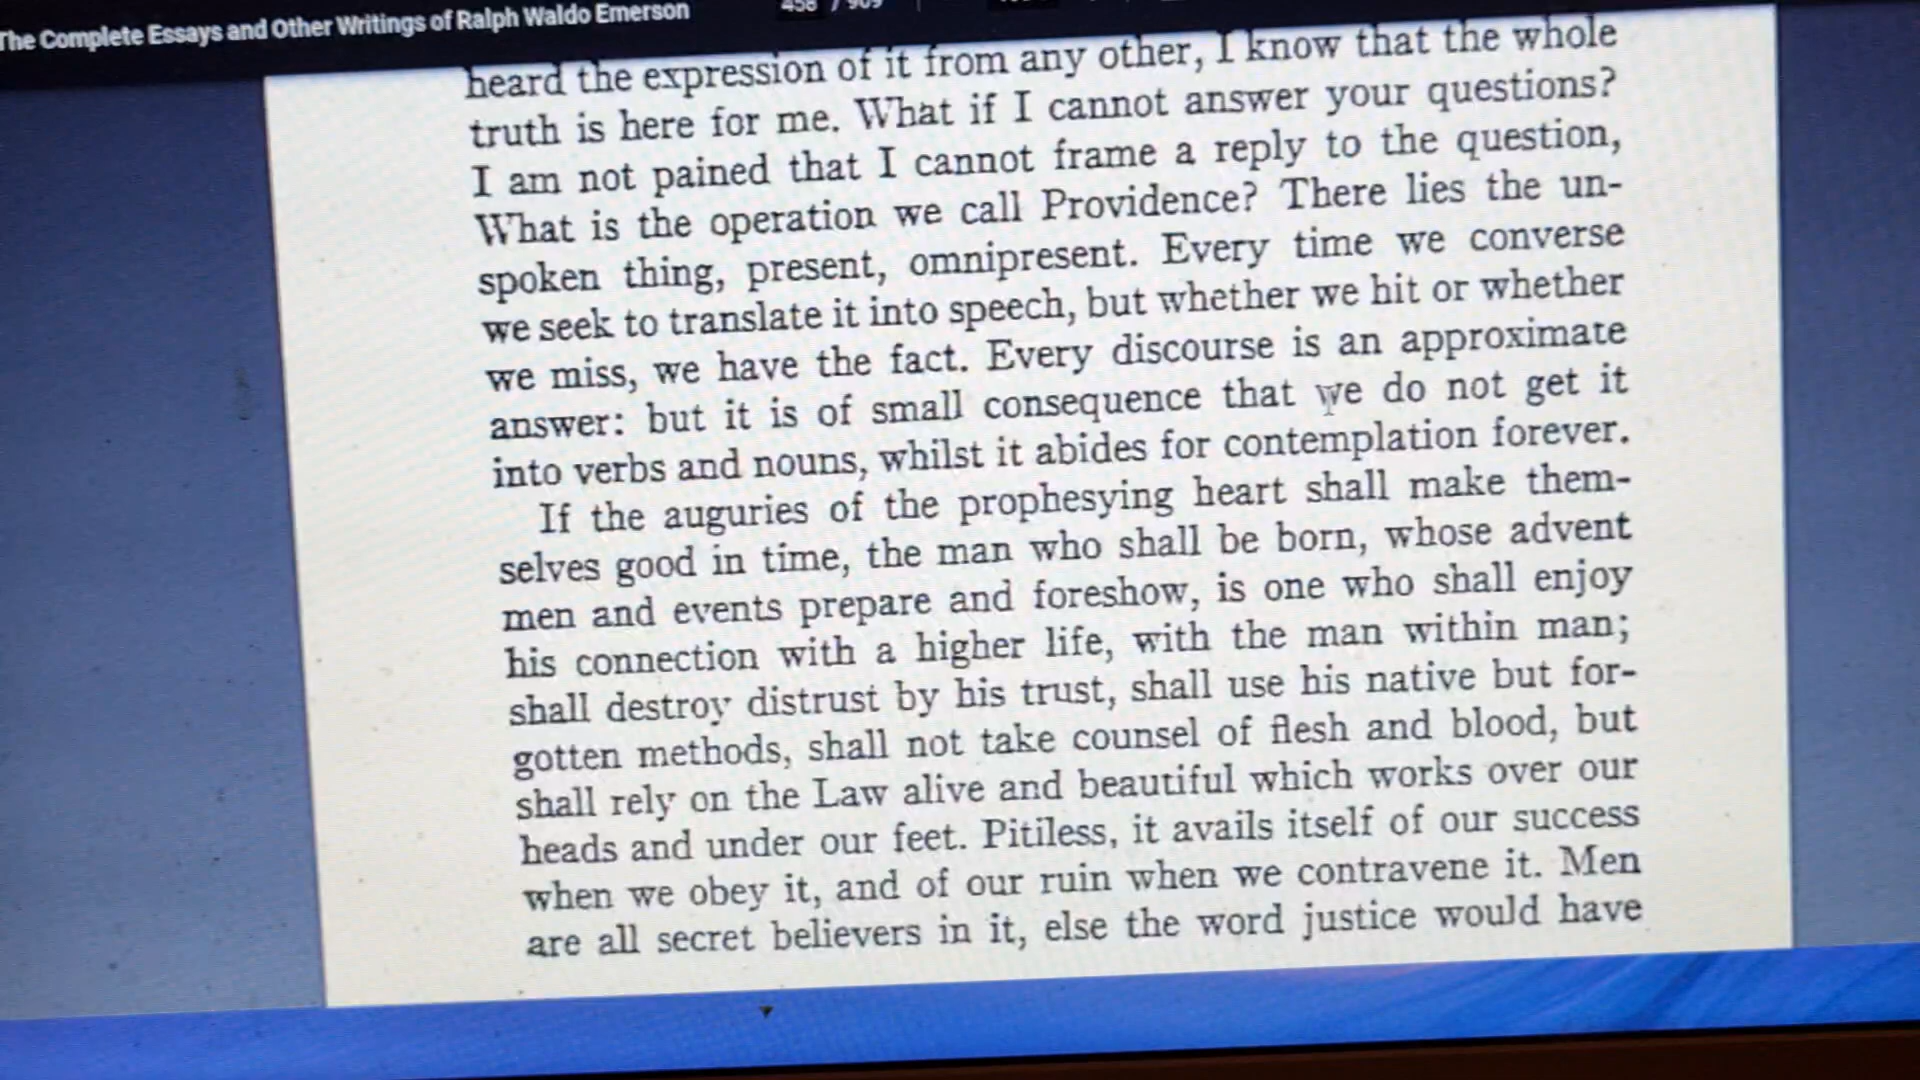 The Complete Essays and Other Writings of Ralph Waldo Emerson
458 / 909
heard the expression of it from any other, I know that the whole
truth is here for me. What if I cannot answer your questions?
I am not pained that I cannot frame a reply to the question,
What is the operation we call Providence? There lies the un-
spoken thing, present, omnipresent. Every time we converse
we seek to translate it into speech, but whether we hit or whether
we miss, we have the fact. Every discourse is an approximate
answer: but it is of small consequence that we do not get it
into verbs and nouns, whilst it abides for contemplation forever.
If the auguries of the prophesying heart shall make them-
selves good in time, the man who shall be born, whose advent
men and events prepare and foreshow, is one who shall enjoy
his connection with a higher life, with the man within man;
shall destroy distrust by his trust, shall use his native but for-
gotten methods, shall not take counsel of flesh and blood, but
shall rely on the Law alive and beautiful which works over our
heads and under our feet. Pitiless, it avails itself of our success
when we obey it, and of our ruin when we contravene it. Men
are all secret believers in it, else the word justice would have